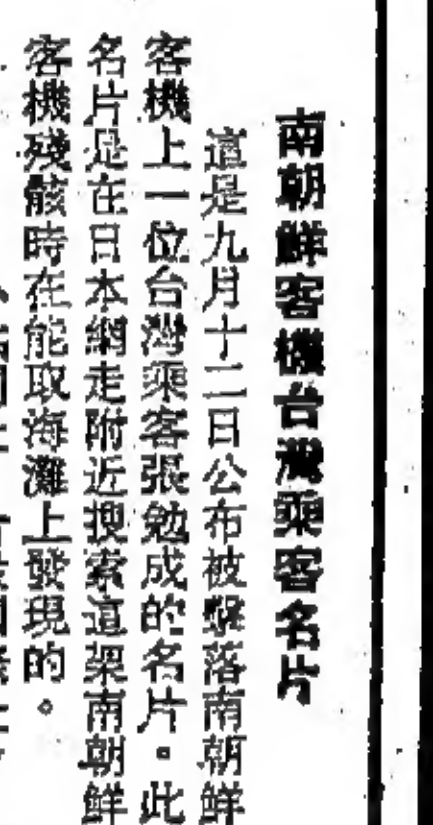 南朝鮮客機台灣乘客名片
這是九月十二日公布被擊落南朝鮮
客機上一位台灣乘客張勉成的名片。此
名片是在日本網走附近搜索這架南朝鮮
客機殘骸時在能取海灘上發現的。